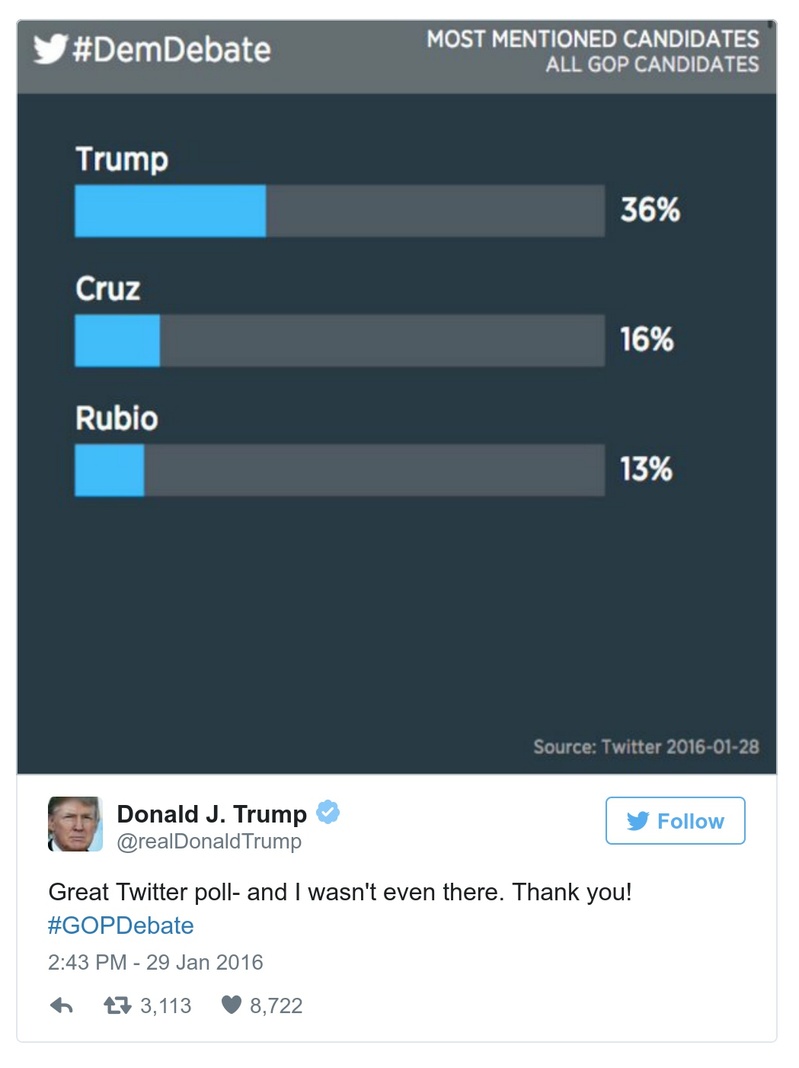 #DemDebate
MOST MENTIONED CANDIDATES
ALL GOP CANDIDATES
Trump
36%
Cruz
16%
Rubio
13%
Source: Twitter 2016-01-28
Donald J. Trump
@realDonaldTrump
Follow
Great Twitter poll- and I wasn't even there. Thank you!
#GOPDebate
2:43 PM - 29 Jan 2016
3,113 8,722